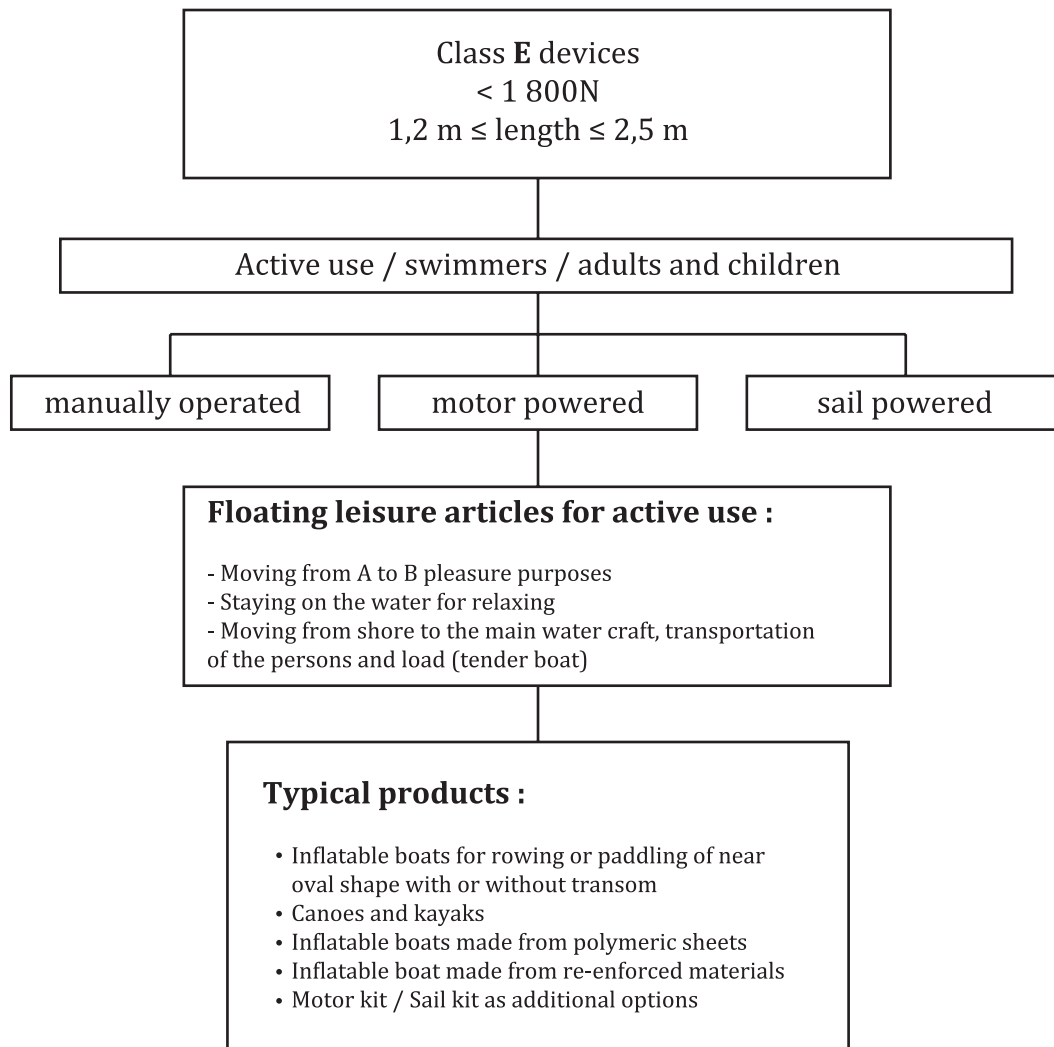 Class E devices
< 1 800N
1,2 m ≤ length ≤ 2,5 m
Active use / swimmers / adults and children
manually operated
motor powered
sail powered
Floating leisure articles for active use :
- Moving from A to B pleasure purposes
- Staying on the water for relaxing
- Moving from shore to the main water craft, transportation
of the persons and load (tender boat)
Typical products :
• Inflatable boats for rowing or paddling of near
oval shape with or without transom
• Canoes and kayaks
• Inflatable boats made from polymeric sheets
• Inflatable boat made from re-enforced materials
• Motor kit / Sail kit as additional options